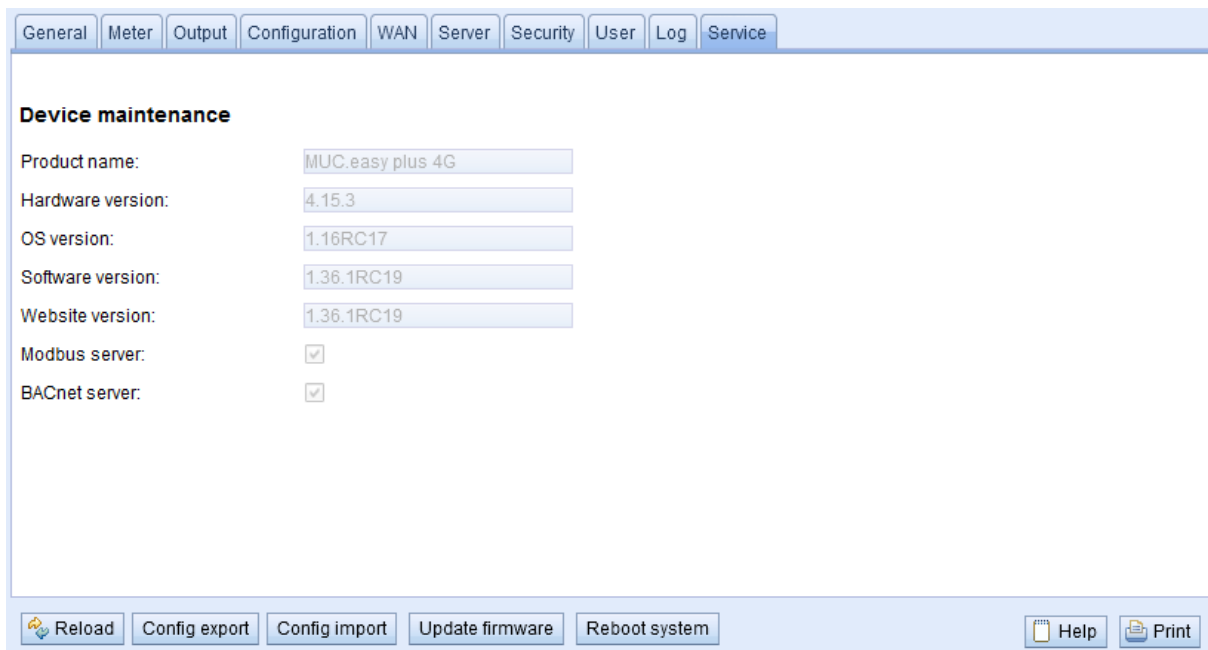 General Meter Output Configuration WAN Server Security User Log Service
Device maintenance
Product name: MUC.easy plus 4G
Hardware version: 4.15.3
OS version: 1.16RC17
Software version: 1.36.1RC19
Website version: 1.36.1RC19
Modbus server:
BACnet server:
Reload Config export Config import Update firmware Reboot system Help Print